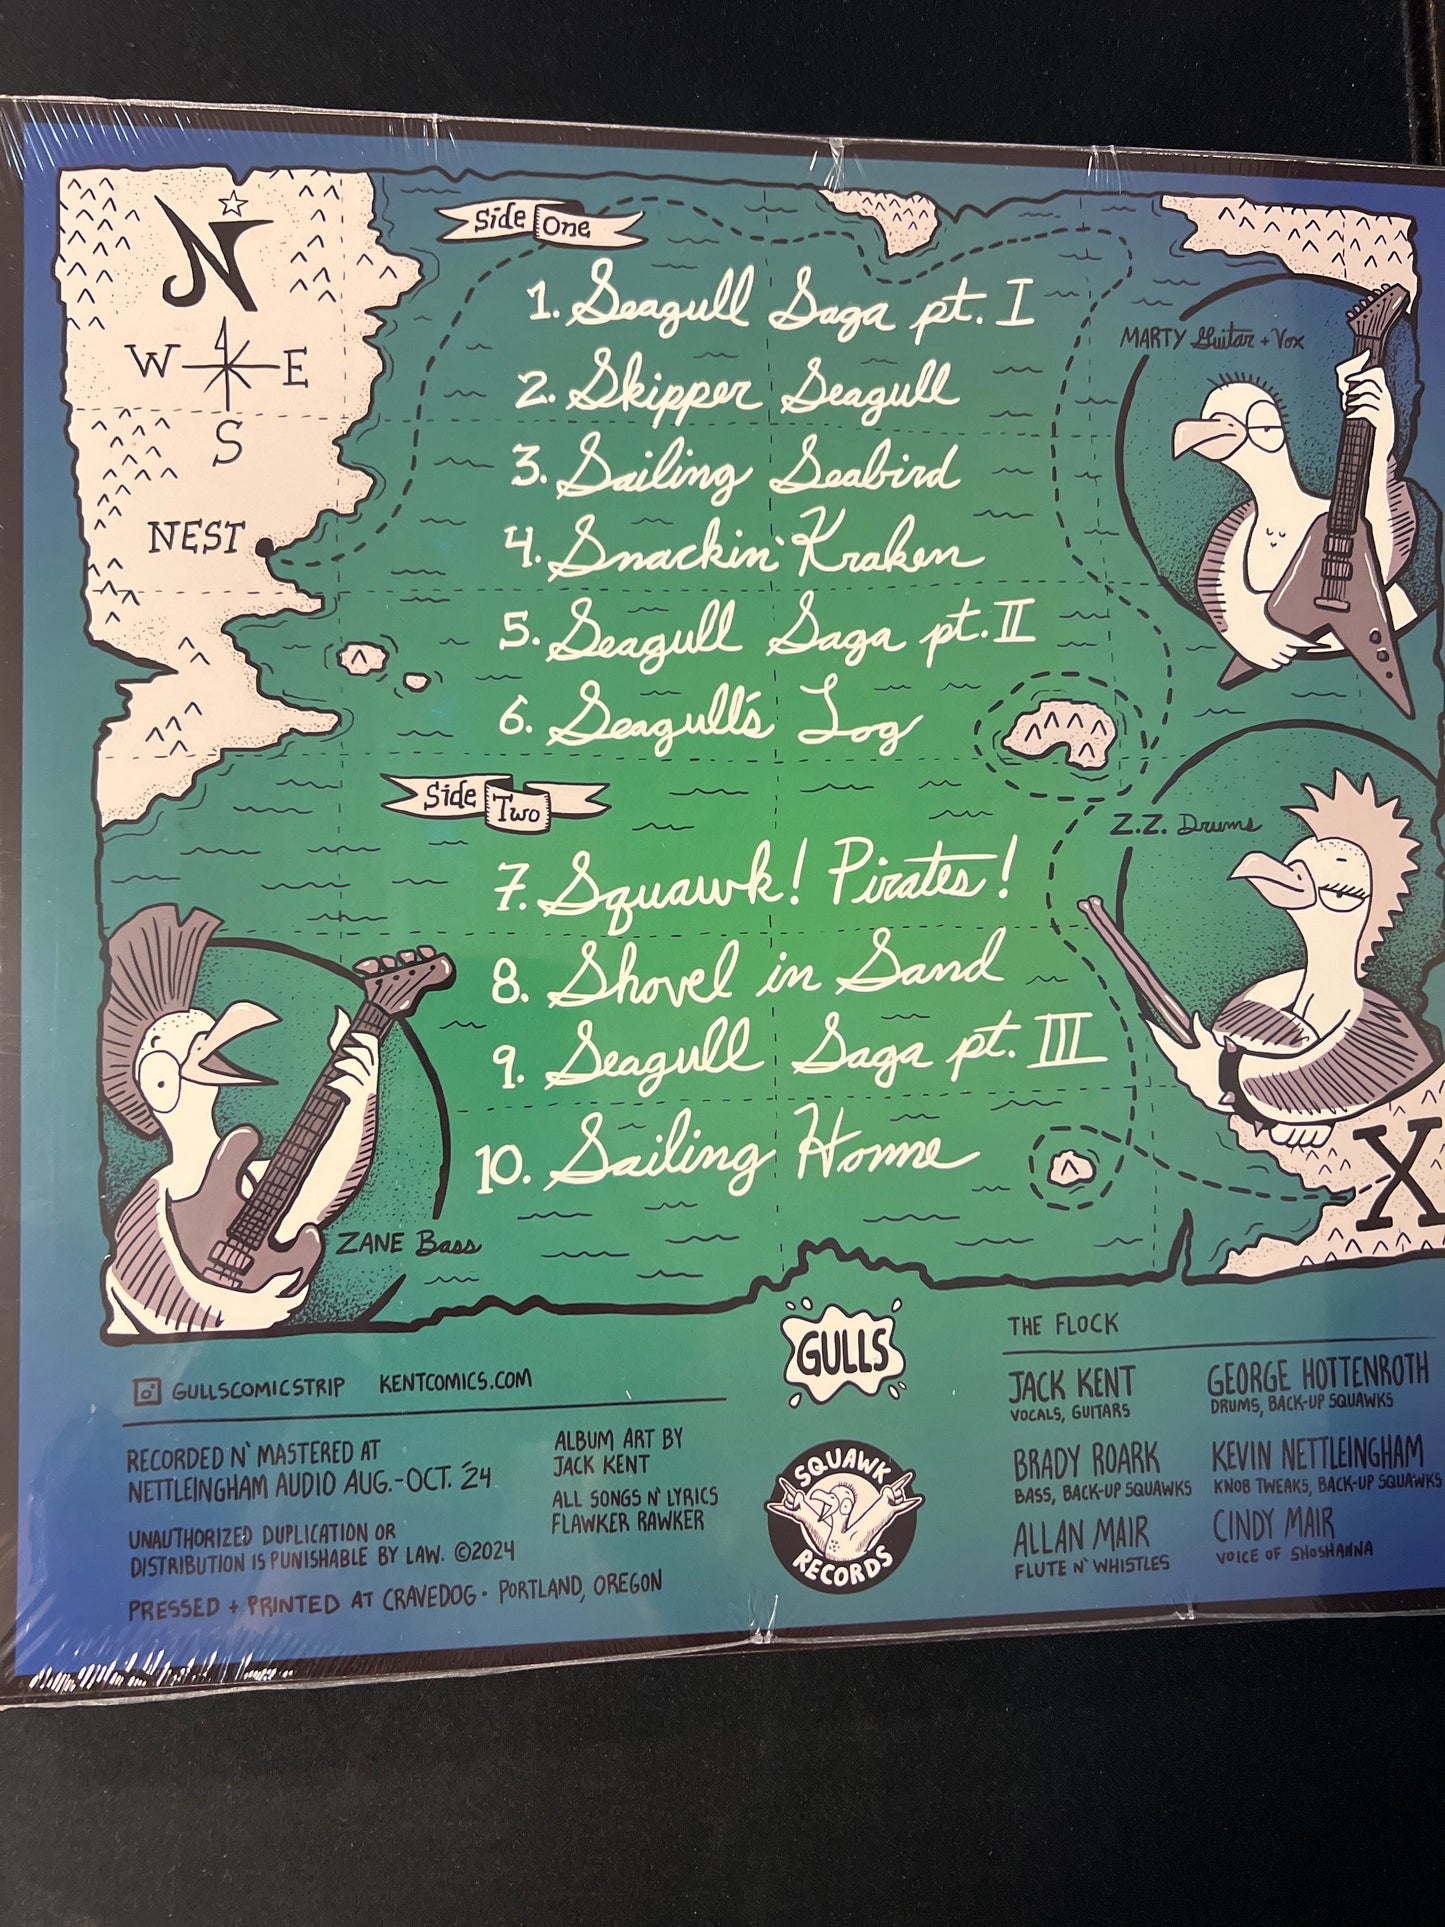 N
W E
S
NEST
Side One
1. Seagull Saga pt. I
2. Skipper Seagull
3. Sailing Seabird
4. Snackin' Kraken
5. Seagull Saga pt. II
6. Seagull's Log
Side Two
7. Squawk! Pirates!
8. Shovel in Sand
9. Seagull Saga pt. III
10. Sailing Home
MARTY Guitar + Vox
Z.Z. Drums
ZANE Bass
X
GULLSCOMICSTRIP KENTCOMICS.COM
RECORDED N' MASTERED AT
NETTLEINGHAM AUDIO AUG.-OCT. '24
UNAUTHORIZED DUPLICATION OR
DISTRIBUTION IS PUNISHABLE BY LAW. ©2024
PRESSED + PRINTED AT CRAVEDOG • PORTLAND, OREGON
ALBUM ART BY
JACK KENT
ALL SONGS N' LYRICS
FLAWKER RAWKER
GULLS
SQUAWK
RECORDS
THE FLOCK
JACK KENT
VOCALS, GUITARS
BRADY ROARK
BASS, BACK-UP SQUAWKS
ALLAN MAIR
FLUTE N' WHISTLES
GEORGE HOTTENROTH
DRUMS, BACK-UP SQUAWKS
KEVIN NETTLEINGHAM
KNOB TWEAKS, BACK-UP SQUAWKS
CINDY MAIR
VOICE OF SHOSHANNA